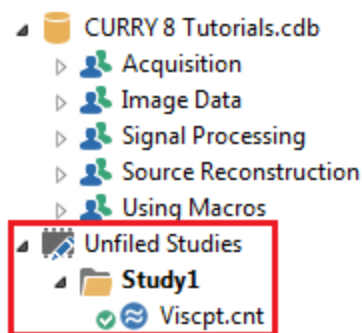 CURRY 8 Tutorials.cdb
Acquisition
Image Data
Signal Processing
Source Reconstruction
Using Macros
Unfiled Studies
Study1
Viscpt.cnt